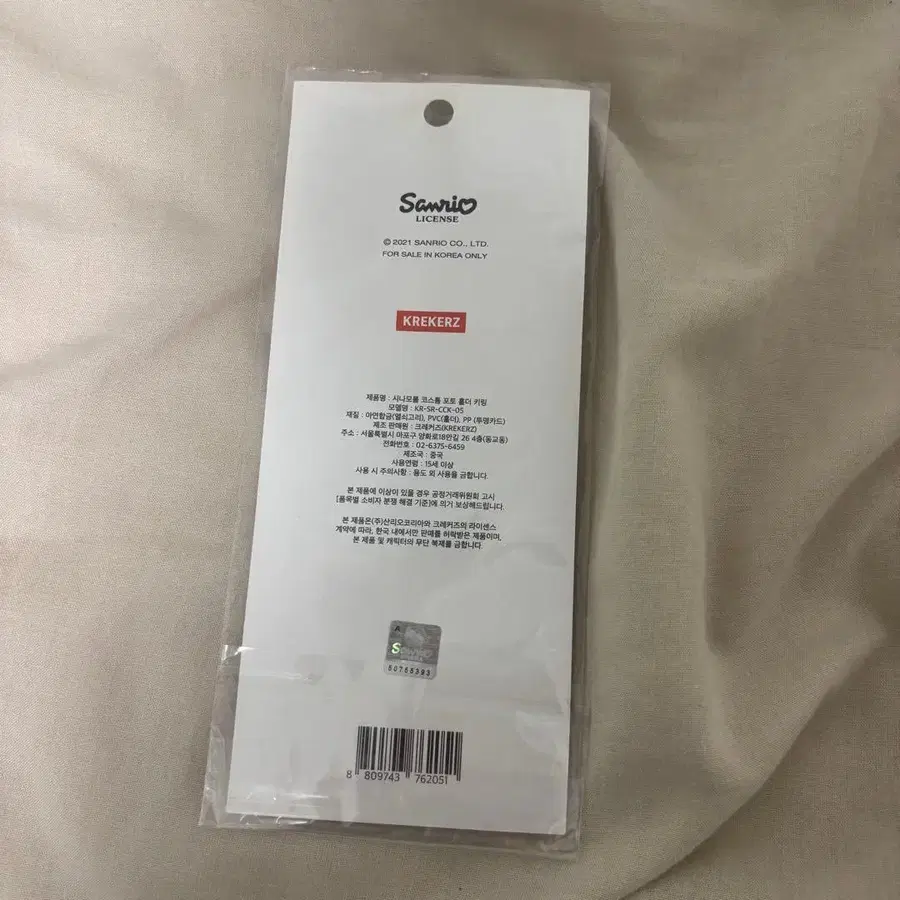 Sanrio
LICENSE
© 2021 SANRIO CO., LTD.
FOR SALE IN KOREA ONLY
KREKERZ
제품명 : 시나모롤 코스튬 포토 홀더 키링
모델명 : KR-SR-CCK-05
재질 : 아연합금(열쇠고리), PVC(홀더), PP (투명카드)
제조 판매원 : 크레커즈(KREKERZ)
주소 : 서울특별시 마포구 양화로18안길 26 4층(동교동)
전화번호 : 02-6375-6459
제조국 : 중국
사용연령 : 15세 이상
사용 시 주의사항 : 용도 외 사용을 금합니다.
본 제품에 이상이 있을 경우 공정거래위원회 고시
[품목별 소비자 분쟁 해결 기준]에 의거 보상해드립니다.
본 제품은(주)산리오코리아와 크레커즈의 라이센스
계약에 따라, 한국 내에서만 판매를 허락받은 제품이며,
본 제품 및 캐릭터의 무단 복제를 금합니다.
A
Sanrio
50765393
8 809743 762051